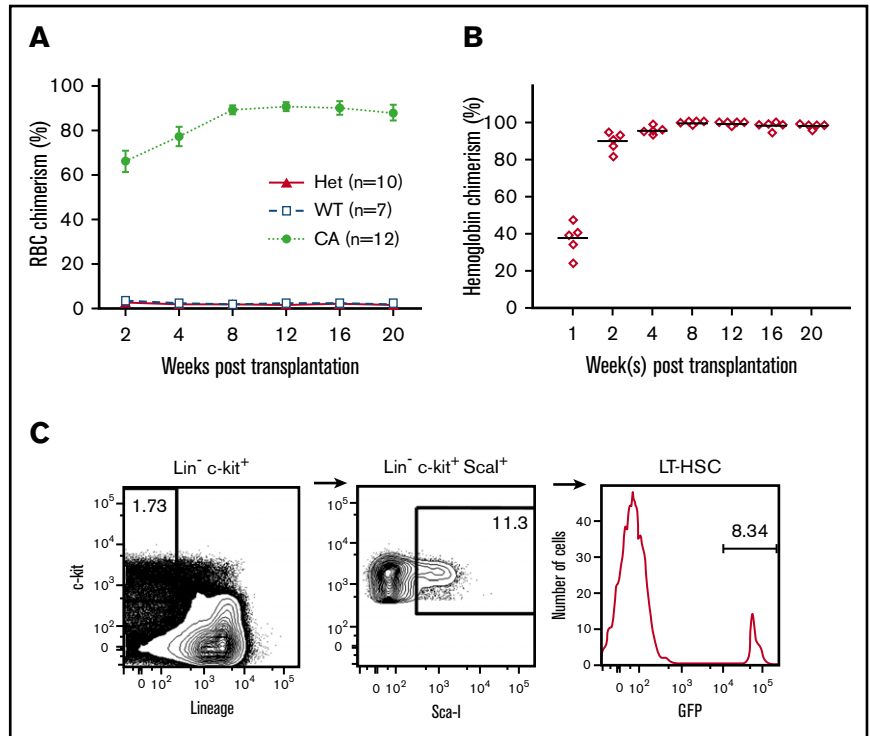 A
RBC chimerism (%)
100
80
60
40
20
0
2 4 8 12 16 20
Weeks post transplantation
Het (n=10)
WT (n=7)
CA (n=12)
B
Hemoglobin chimerism (%)
100
80
60
40
20
0
1 2 4 8 12 16 20
Week(s) post transplantation
C
Lin⁻ c-kit⁺
1.73
c-kit
10⁵
10⁴
10³
10²
0
0 10² 10³ 10⁴ 10⁵
Lineage
Lin⁻ c-kit⁺ ScaI⁺
11.3
10⁵
10⁴
10³
10²
0
0 10² 10³ 10⁴ 10⁵
Sca-I
LT-HSC
8.34
Number of cells
40
30
20
10
0
0 10² 10³ 10⁴ 10⁵
GFP